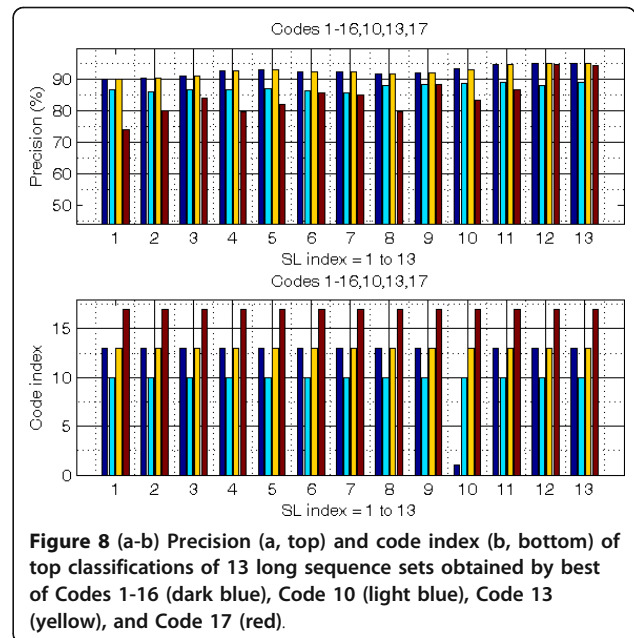 Codes 1-16,10,13,17
90
80
70
60
50
Precision (%)
1 2 3 4 5 6 7 8 9 10 11 12 13
SL index = 1 to 13
Codes 1-16,10,13,17
15
10
5
0
Code index
1 2 3 4 5 6 7 8 9 10 11 12 13
SL index = 1 to 13
Figure 8 (a-b) Precision (a, top) and code index (b, bottom) of
top classifications of 13 long sequence sets obtained by best
of Codes 1-16 (dark blue), Code 10 (light blue), Code 13
(yellow), and Code 17 (red).